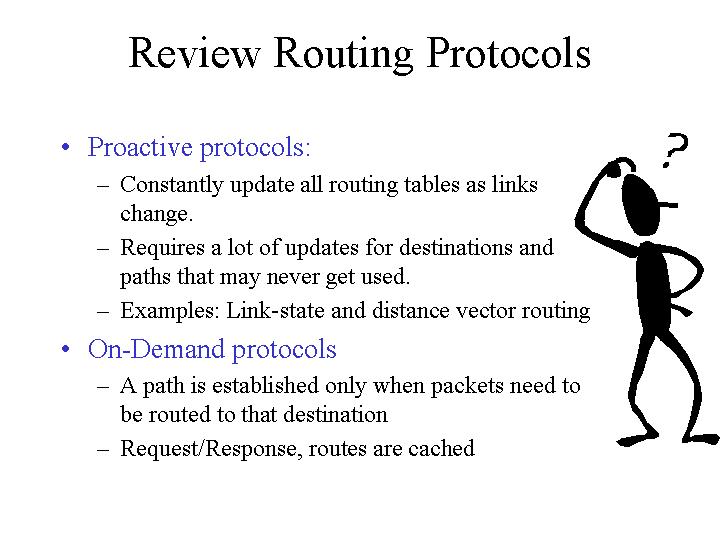 Review Routing Protocols
?
• Proactive protocols:
– Constantly update all routing tables as links
change.
– Requires a lot of updates for destinations and
paths that may never get used.
– Examples: Link-state and distance vector routing
• On-Demand protocols
– A path is established only when packets need to
be routed to that destination
– Request/Response, routes are cached